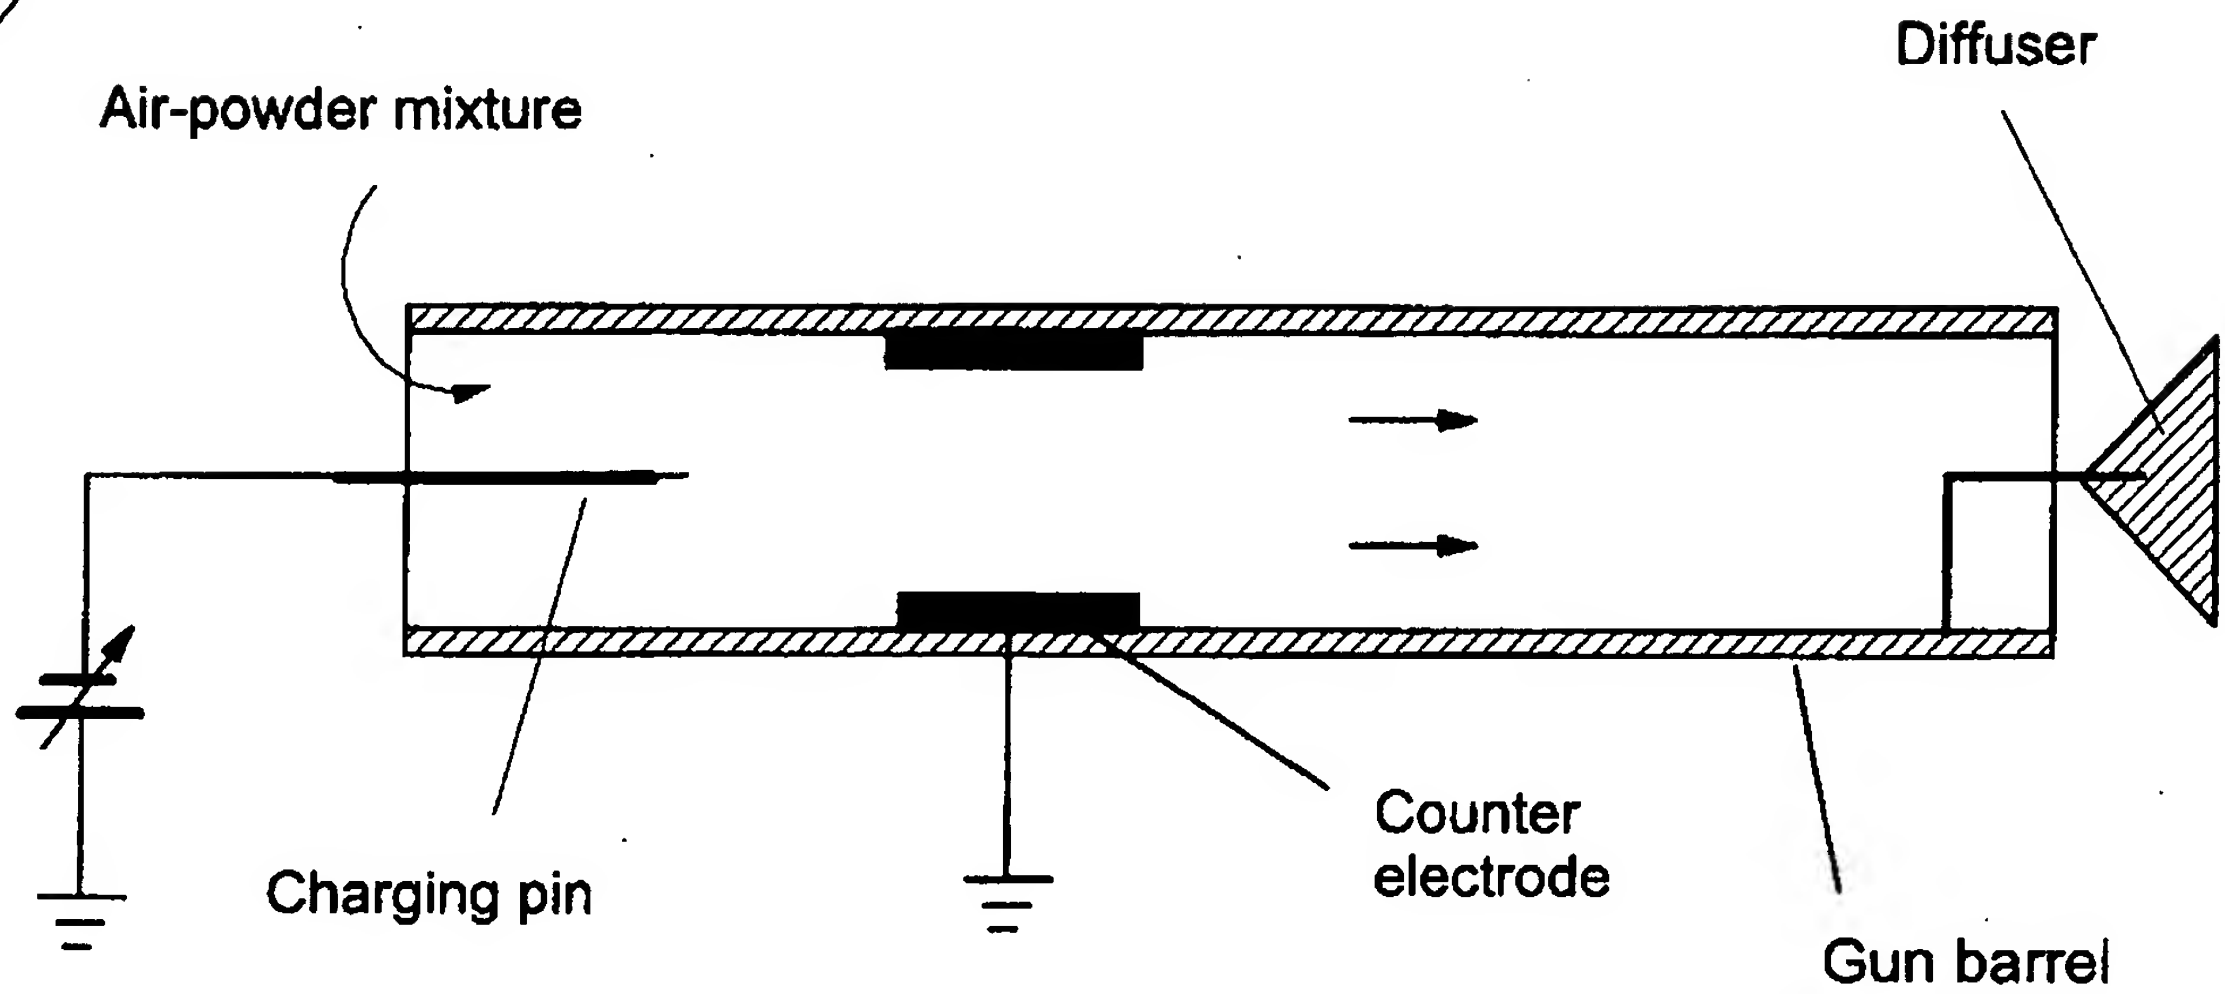 Diffuser
Air-powder mixture
Counter
electrode
Charging pin
Gun barrel